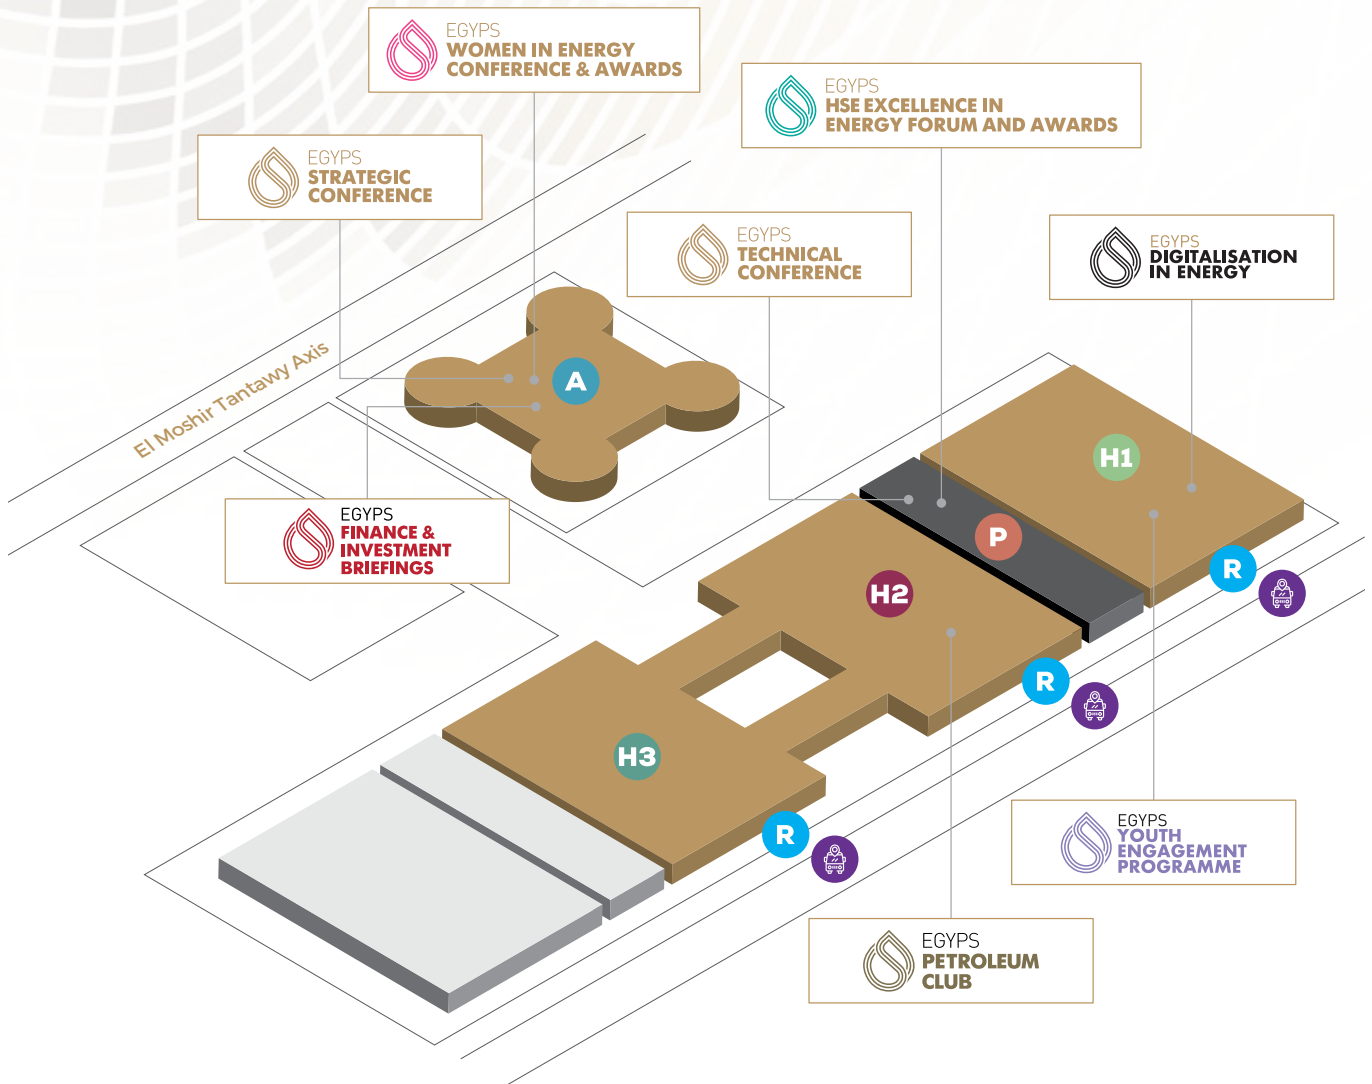 EGYPS
WOMEN IN ENERGY
CONFERENCE & AWARDS
EGYPS
HSE EXCELLENCE IN
ENERGY FORUM AND AWARDS
EGYPS
STRATEGIC
CONFERENCE
EGYPS
TECHNICAL
CONFERENCE
EGYPS
DIGITALISATION
IN ENERGY
El Moshir Tantawy Axis
A
H1
EGYPS
FINANCE &
INVESTMENT
BRIEFINGS
P
R
H2
R
H3
R
EGYPS
YOUTH
ENGAGEMENT
PROGRAMME
EGYPS
PETROLEUM
CLUB